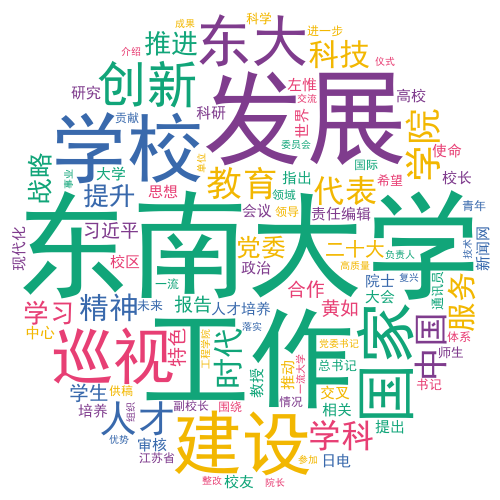 成果
科学
进一步
介绍
推进
东大
科技
仪式
创新
研究
贡献
科研
发展
左惟
交流
世界
委员会
高校
学校
战略
大学
事业
提升
思想
单位
教育
指出
领域
代表
国际
希望
学院
使命
校长
青年
东南大学
现代化
习近平
校区
会议
领导
责任编辑
党委
政治
二十大
高质量
负责人
复兴
技术
新闻网
一流
院士
通讯员
学习
精神
未来
报告
人才培养
合作
黄如
大会
服务
中心
巡视
特色
工程学院
落实
工作
时代
党委书记
总书记
国家
中国
体系
师生
书记
推动
一流大学
教授
情况
交叉
相关
学生
供稿
培养
组织
人才
副校长
围绕
优势
审核
江苏省
建设
参加
学科
提出
日电
整改
校友
院长